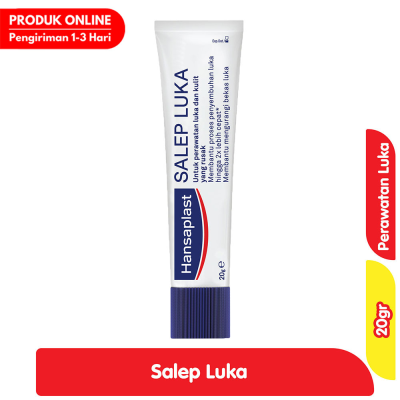 PRODUK ONLINE
Pengiriman 1-3 Hari
Hansaplast
SALEP LUKA
Untuk perawatan luka dan kulit
yang rusak
Membantu proses penyembuhan luka
hingga 2x lebih cepat*
Membantu mengurangi bekas luka
20g e
Perawatan Luka
20gr
Salep Luka